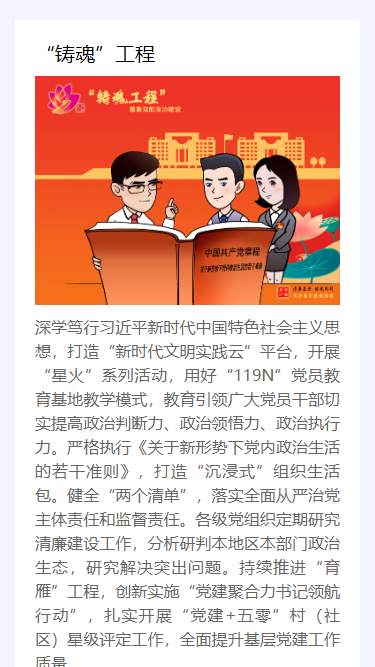 “铸魂”工程
“铸魂工程”
着重党的政治建设
中国共产党章程
深学笃行习近平新时代中国特色社会主义思
想，打造“新时代文明实践云”平台，开展
“星火”系列活动，用好“119N”党员教
育基地教学模式，教育引领广大党员干部切
实提高政治判断力、政治领悟力、政治执行
力。严格执行《关于新形势下党内政治生活
的若干准则》，打造“沉浸式”组织生活
包。健全“两个清单”，落实全面从严治党
主体责任和监督责任。各级党组织定期研究
清廉建设工作，分析研判本地区本部门政治
生态，研究解决突出问题。持续推进“育
雁”工程，创新实施“党建聚合力书记领航
行动”，扎实开展“党建+五零”村（社
区）星级评定工作，全面提升基层党建工作
质量